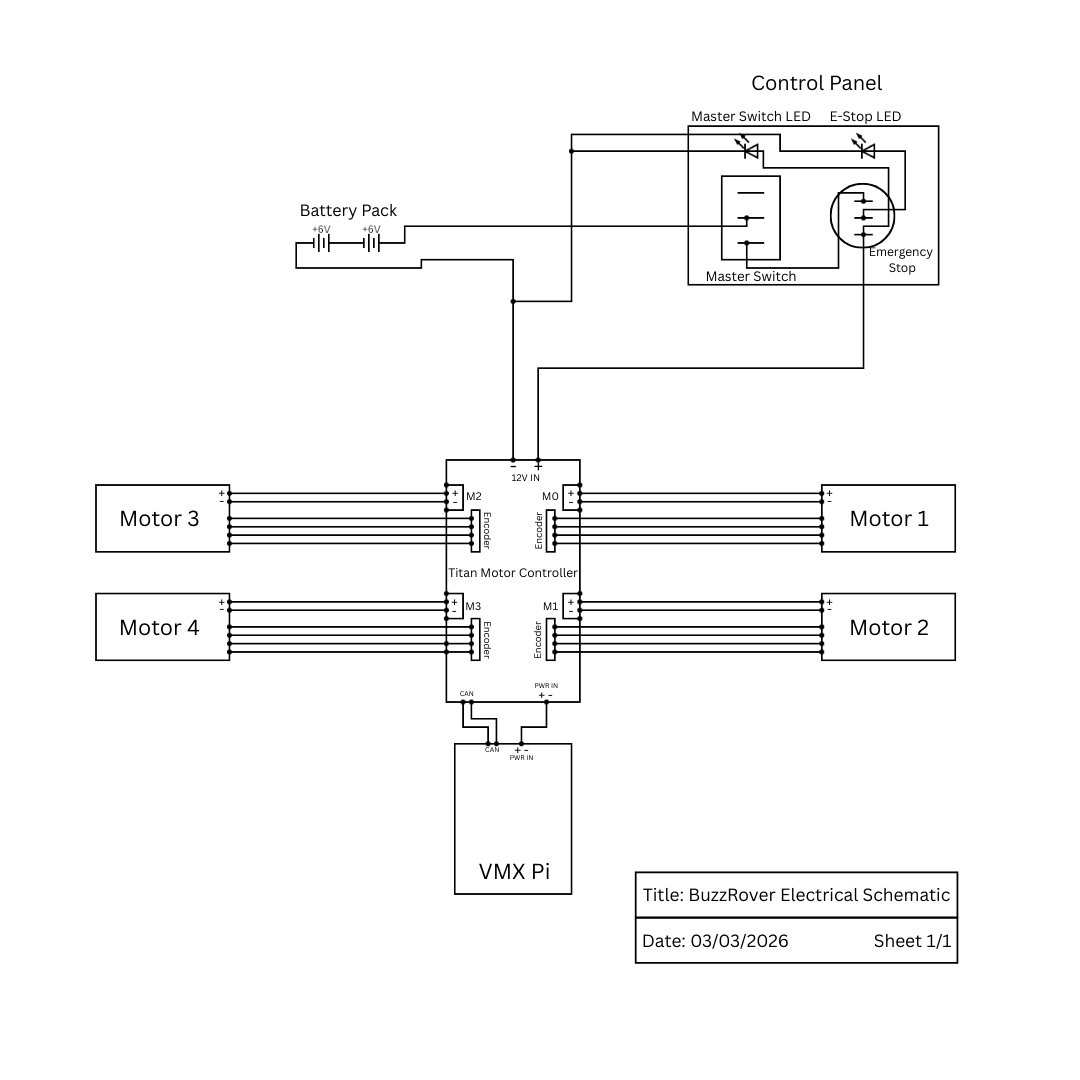 Control Panel
Master Switch LED
E-Stop LED
Battery Pack
+6V
+6V
Emergency
Stop
Master Switch
- +
12V IN
+
-
M2
M0
+
-
+
-
+
-
Motor 3
Encoder
Encoder
Motor 1
Titan Motor Controller
+
-
+
-
M3
M1
+
-
+
-
Motor 4
Encoder
Encoder
Motor 2
CAN
PWR IN
+ -
CAN
+ -
PWR IN
VMX Pi
Title: BuzzRover Electrical Schematic
Date: 03/03/2026
Sheet 1/1